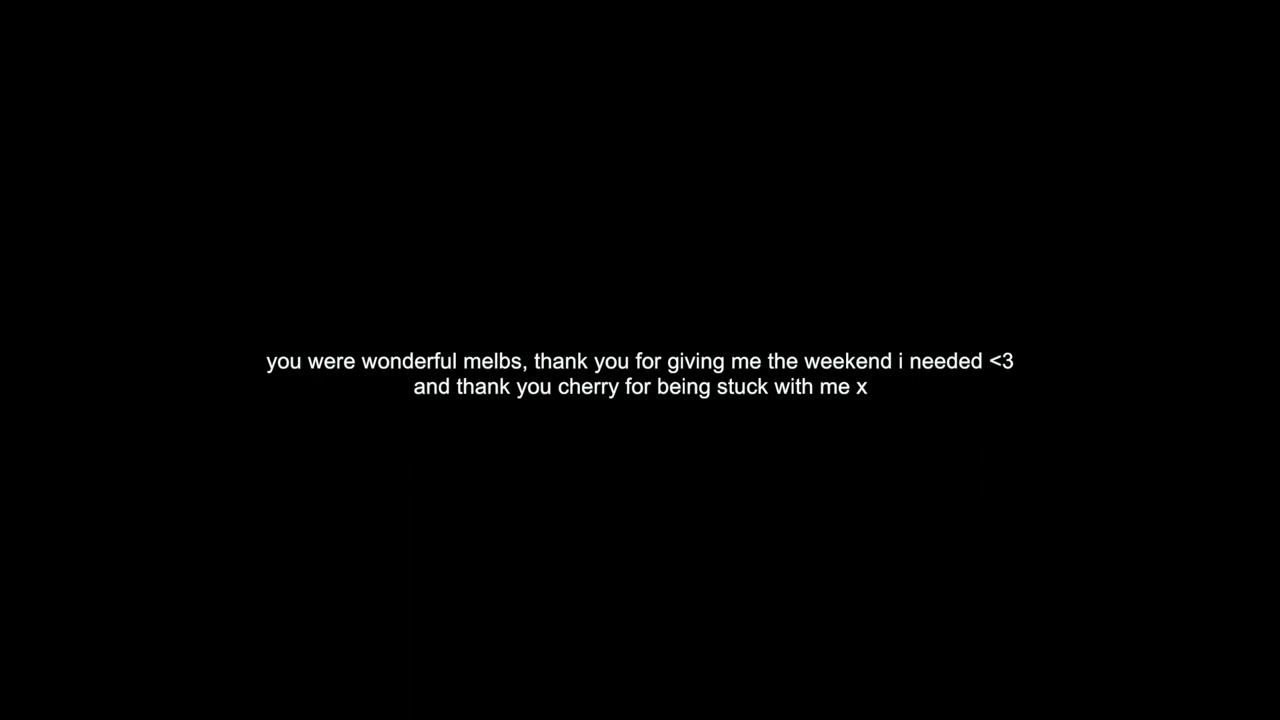 you were wonderful melbs, thank you for giving me the weekend i needed <3
and thank you cherry for being stuck with me x